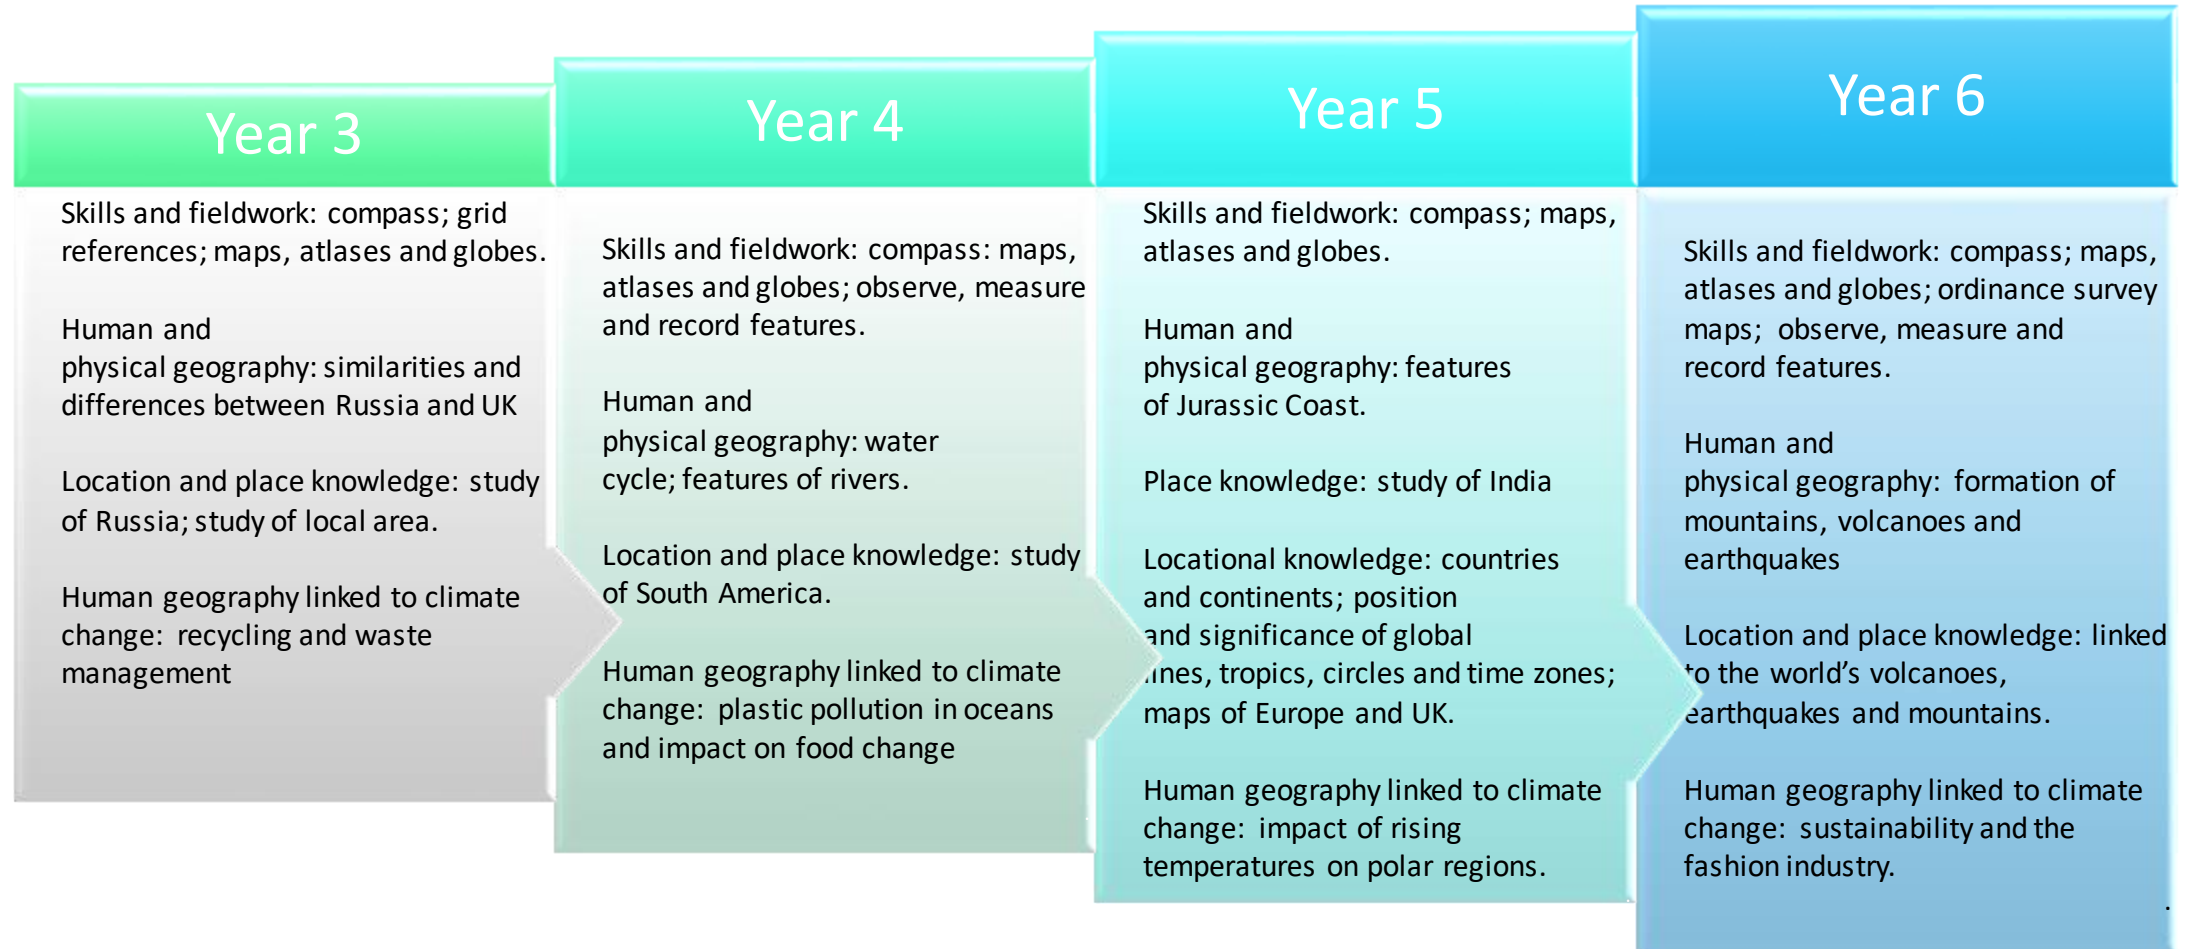 Year 3
Skills and fieldwork: compass; grid
references; maps, atlases and globes.
Human and
physical geography: similarities and
differences between Russia and UK
Location and place knowledge: study
of Russia; study of local area.
Human geography linked to climate
change: recycling and waste
management
Year 4
Skills and fieldwork: compass: maps,
atlases and globes; observe, measure
and record features.
Human and
physical geography: water
cycle; features of rivers.
Location and place knowledge: study
of South America.
Human geography linked to climate
change: plastic pollution in oceans
and impact on food change
Year 5
Skills and fieldwork: compass; maps,
atlases and globes.
Human and
physical geography: features
of Jurassic Coast.
Place knowledge: study of India
Locational knowledge: countries
and continents; position
and significance of global
lines, tropics, circles and time zones;
maps of Europe and UK.
Human geography linked to climate
change: impact of rising
temperatures on polar regions.
Year 6
Skills and fieldwork: compass; maps,
atlases and globes; ordinance survey
maps; observe, measure and
record features.
Human and
physical geography: formation of
mountains, volcanoes and
earthquakes
Location and place knowledge: linked
to the world’s volcanoes,
earthquakes and mountains.
Human geography linked to climate
change: sustainability and the
fashion industry.
.